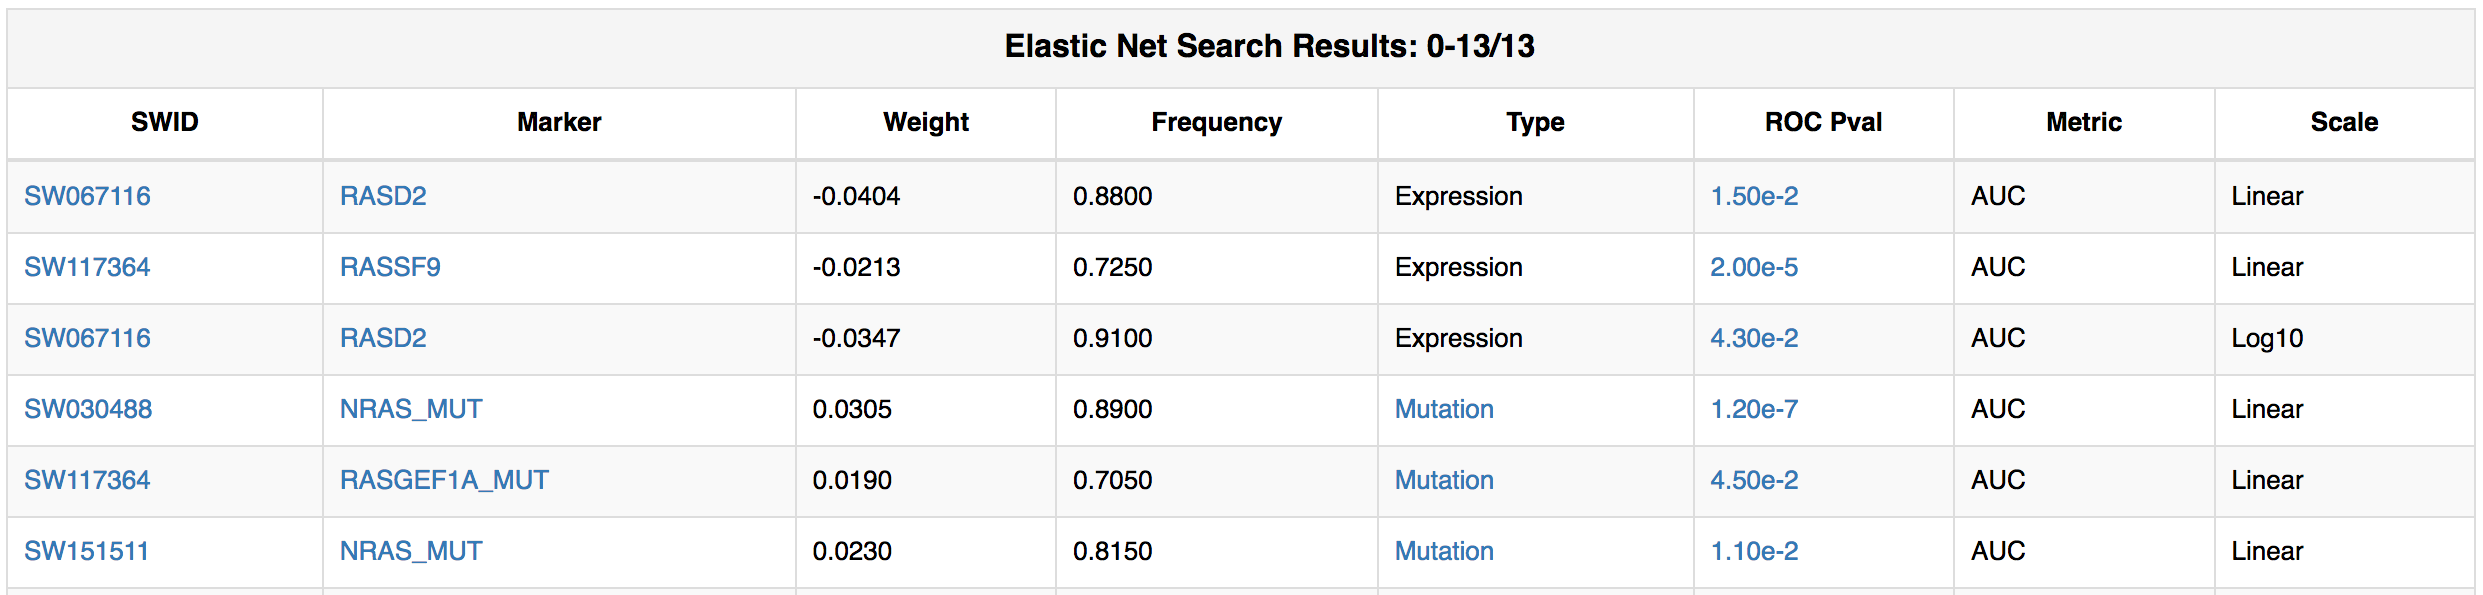 Elastic Net Search Results: 0-13/13
SWID Marker Weight Frequency Type ROC Pval Metric Scale
SW067116 RASD2 -0.0404 0.8800 Expression 1.50e-2 AUC Linear
SW117364 RASSF9 -0.0213 0.7250 Expression 2.00e-5 AUC Linear
SW067116 RASD2 -0.0347 0.9100 Expression 4.30e-2 AUC Log10
SW030488 NRAS_MUT 0.0305 0.8900 Mutation 1.20e-7 AUC Linear
SW117364 RASGEF1A_MUT 0.0190 0.7050 Mutation 4.50e-2 AUC Linear
SW151511 NRAS_MUT 0.0230 0.8150 Mutation 1.10e-2 AUC Linear